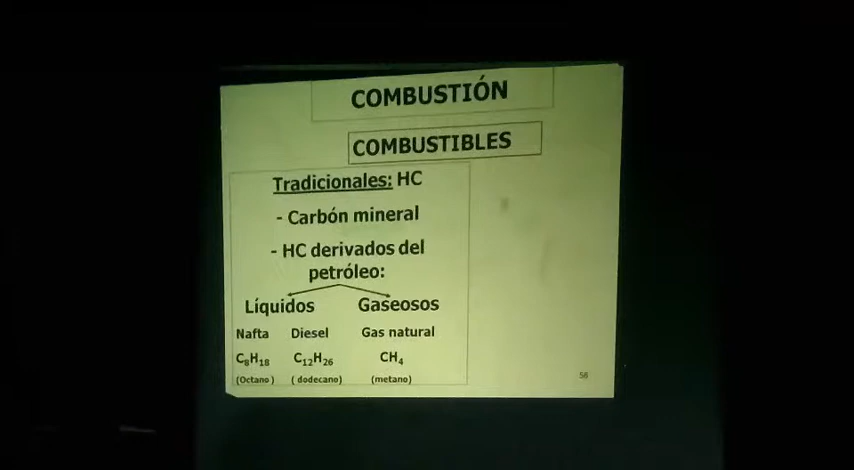 COMBUSTIÓN
COMBUSTIBLES
Tradicionales: HC
- Carbón mineral
- HC derivados del
petróleo:
Líquidos Gaseosos
Nafta Diesel Gas natural
C₈H₁₈ C₁₂H₂₆ CH₄
(Octano) ( dodecano) (metano)
58